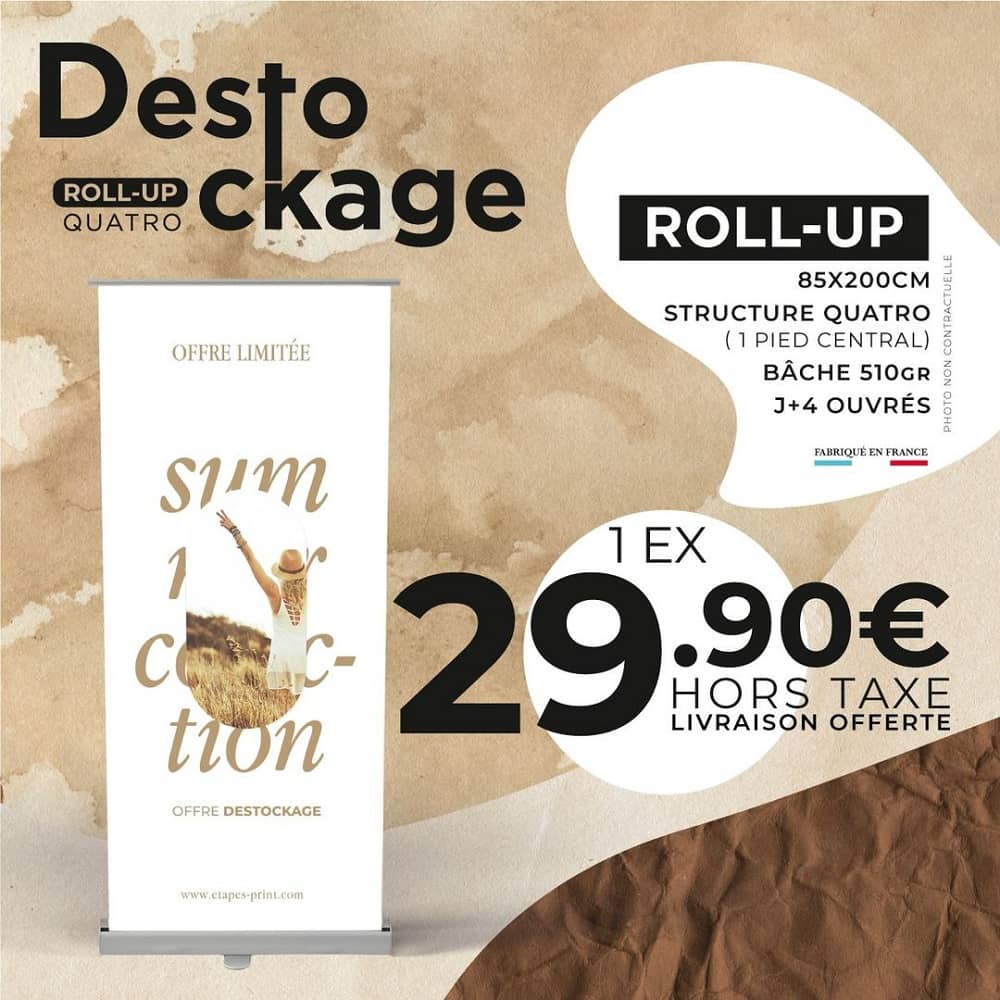 Desto
ckage
ROLL-UP
QUATRO
ROLL-UP
85X200CM
STRUCTURE QUATRO
( 1 PIED CENTRAL)
BÂCHE 510GR
J+4 OUVRÉS
PHOTO NON CONTRACTUELLE
FABRIQUÉ EN FRANCE
OFFRE LIMITÉE
sum
tion
OFFRE DESTOCKAGE
www.etapes-print.com
1 EX
29.90€
HORS TAXE
LIVRAISON OFFERTE